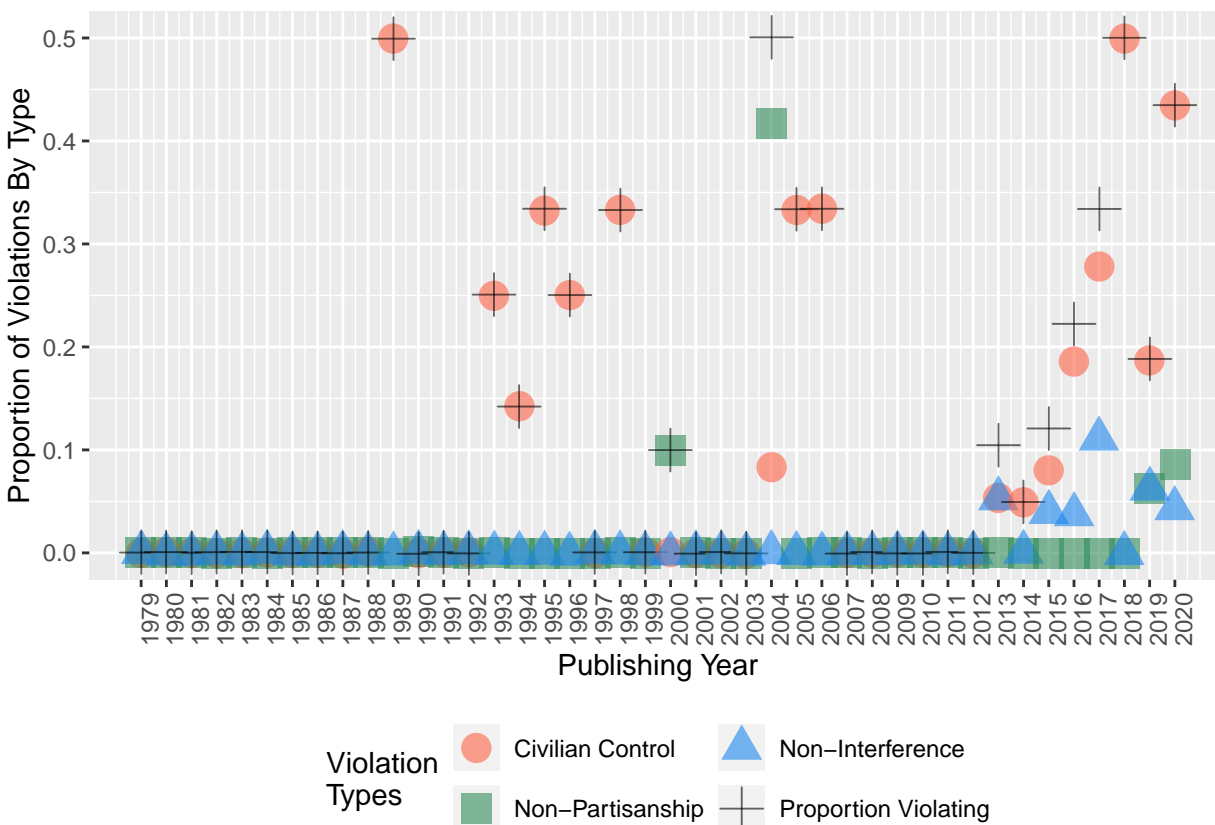 Proportion of Violations By Type
0.5
0.4
0.3
0.2
0.1
0.0
1979 1980 1981 1982 1983 1984 1985 1986 1987 1988 1989 1990 1991 1992 1993 1994 1995 1996 1997 1998 1999 2000 2001 2002 2003 2004 2005 2006 2007 2008 2009 2010 2011 2012 2013 2014 2015 2016 2017 2018 2019 2020
Publishing Year
Violation
Types
Civilian Control
Non−Interference
Non−Partisanship
Proportion Violating